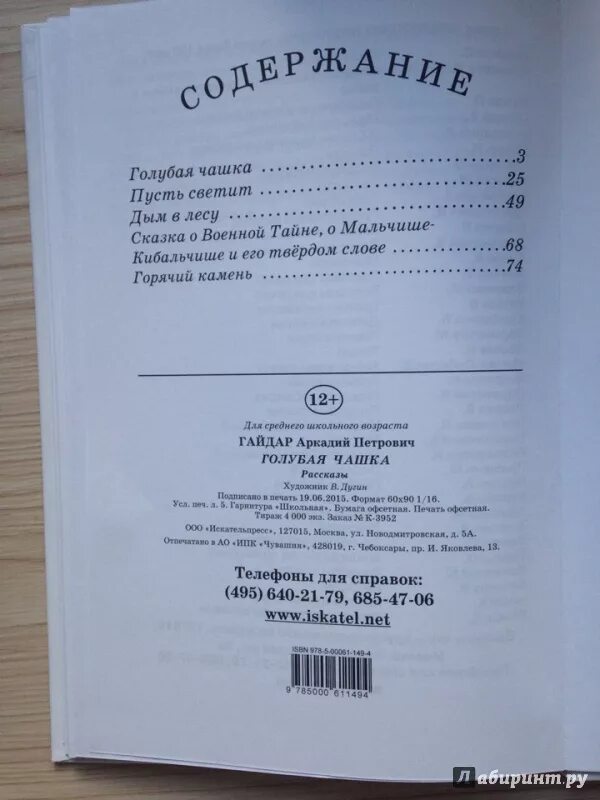 СОДЕРЖАНИЕ
Голубая чашка ........................................ 3
Пусть светит ........................................ 25
Дым в лесу ........................................ 49
Сказка о Военной Тайне, о Мальчише-
Кибальчише и его твёрдом слове .................. 68
Горячий камень ........................................ 74
12+
Для среднего школьного возраста
ГАЙДАР Аркадий Петрович
ГОЛУБАЯ ЧАШКА
Рассказы
Художник В. Дугин
Подписано в печать 19.06.2015. Формат 60х90 1/16.
Усл. печ. л. 5. Гарнитура «Школьная». Бумага офсетная. Печать офсетная.
Тираж 4 000 экз. Заказ № К-3952
ООО «Искательпресс», 127015, Москва, ул. Новодмитровская, д. 5А.
Отпечатано в АО «ИПК «Чувашия», 428019, г. Чебоксары, пр. И. Яковлева, 13.
Телефоны для справок:
(495) 640-21-79, 685-47-06
www.iskatel.net
ISBN 978-5-00061-149-4
9 785000 611494
Лабиринт.ру